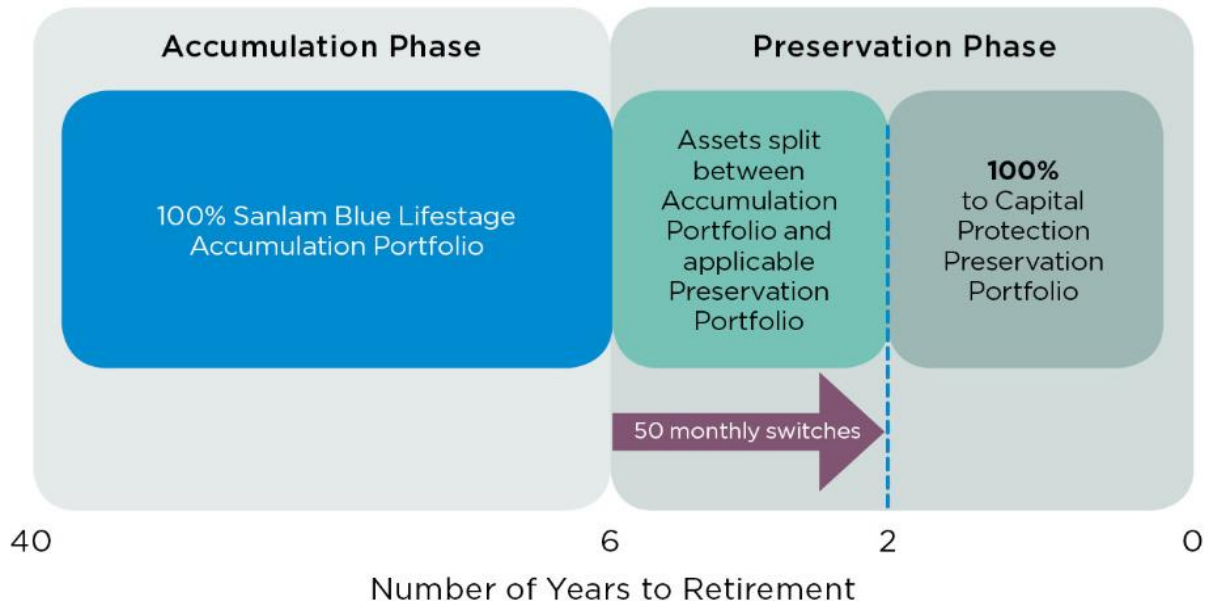 Accumulation Phase
Preservation Phase
100% Sanlam Blue Lifestage
Accumulation Portfolio
Assets split
between
Accumulation
Portfolio and
applicable
Preservation
Portfolio
100%
to Capital
Protection
Preservation
Portfolio
50 monthly switches
40
6
2
0
Number of Years to Retirement